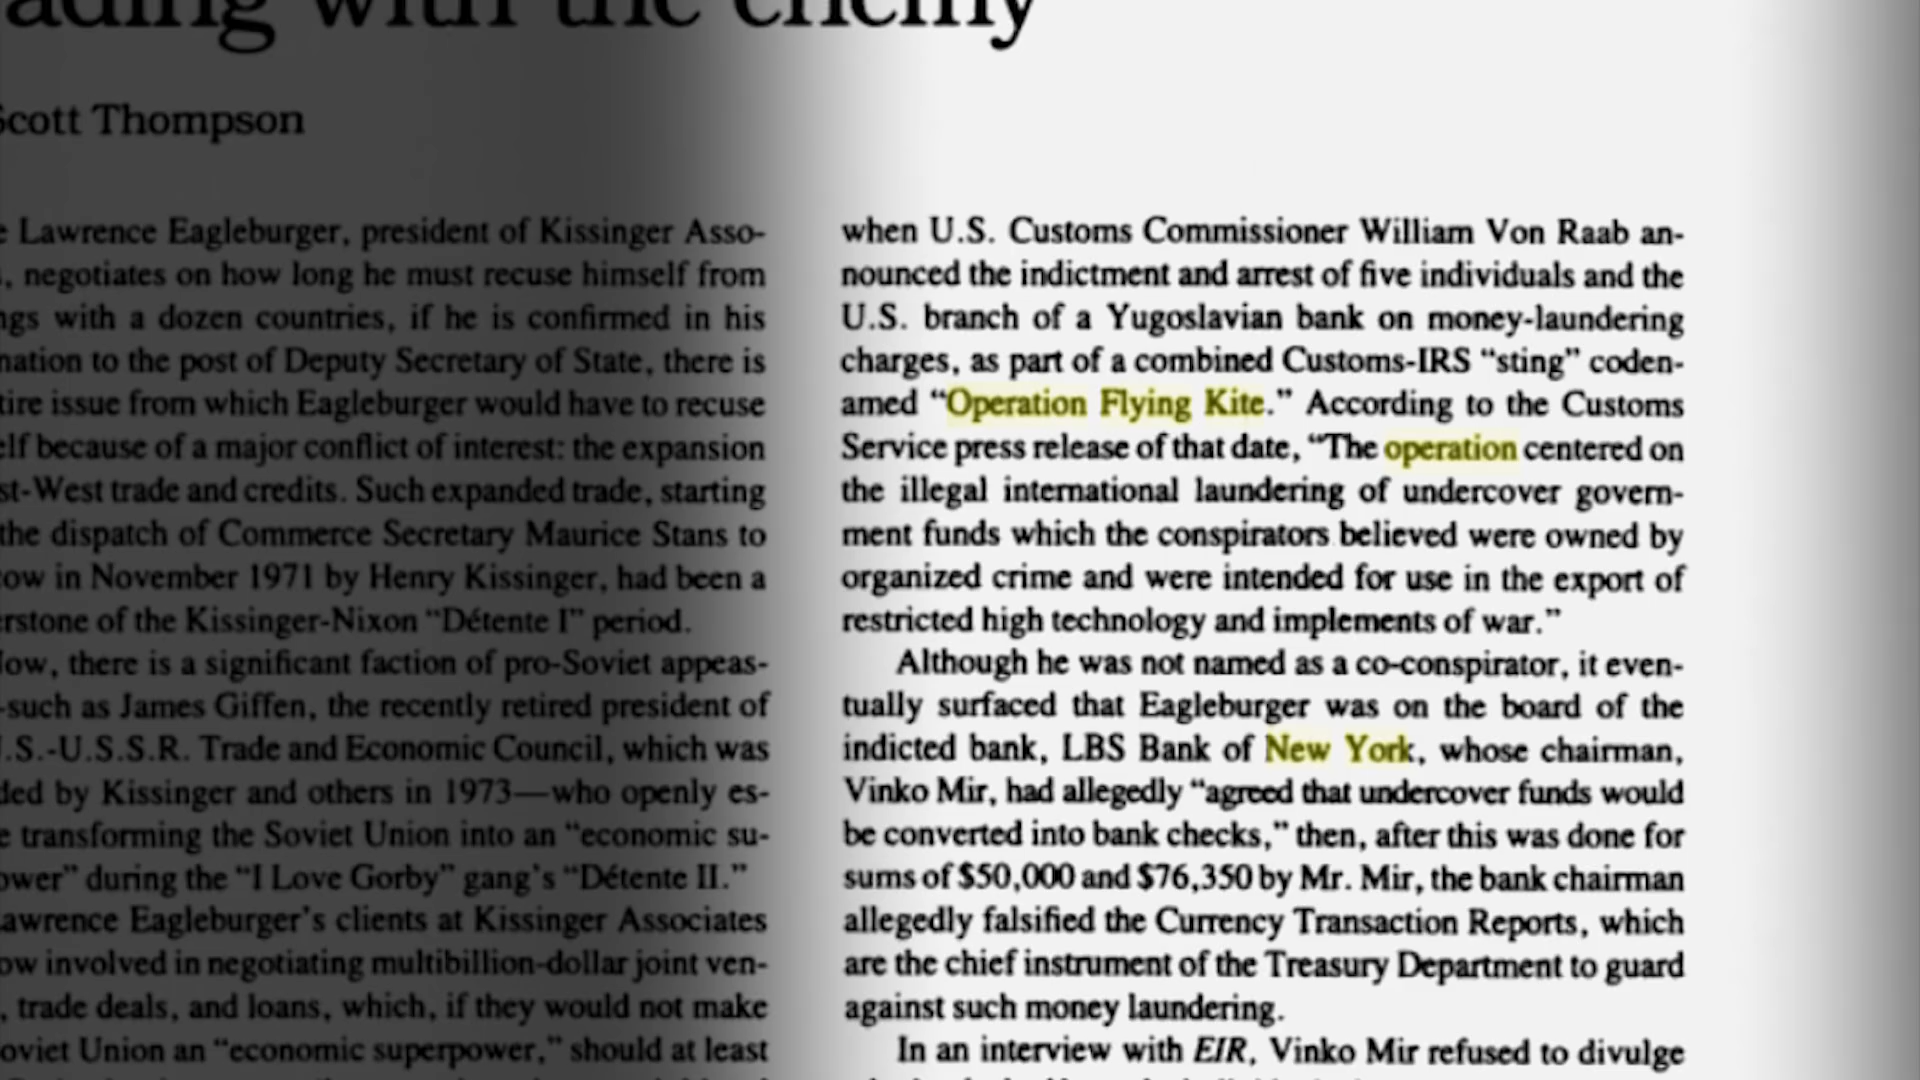 ading with the enemy
Scott Thompson
e Lawrence Eagleburger, president of Kissinger Asso-
s, negotiates on how long he must recuse himself from
ngs with a dozen countries, if he is confirmed in his
nation to the post of Deputy Secretary of State, there is
tire issue from which Eagleburger would have to recuse
elf because of a major conflict of interest: the expansion
st-West trade and credits. Such expanded trade, starting
the dispatch of Commerce Secretary Maurice Stans to
ow in November 1971 by Henry Kissinger, had been a
erstone of the Kissinger-Nixon “Détente I” period.
Now, there is a significant faction of pro-Soviet appeas-
-such as James Giffen, the recently retired president of
U.S.-U.S.S.R. Trade and Economic Council, which was
ded by Kissinger and others in 1973—who openly es-
e transforming the Soviet Union into an “economic su-
ower” during the “I Love Gorby” gang’s “Détente II.”
Lawrence Eagleburger’s clients at Kissinger Associates
ow involved in negotiating multibillion-dollar joint ven-
, trade deals, and loans, which, if they would not make
oviet Union an “economic superpower,” should at least
when U.S. Customs Commissioner William Von Raab an-
nounced the indictment and arrest of five individuals and the
U.S. branch of a Yugoslavian bank on money-laundering
charges, as part of a combined Customs-IRS “sting” coden-
amed “Operation Flying Kite.” According to the Customs
Service press release of that date, “The operation centered on
the illegal international laundering of undercover govern-
ment funds which the conspirators believed were owned by
organized crime and were intended for use in the export of
restricted high technology and implements of war.”
Although he was not named as a co-conspirator, it even-
tually surfaced that Eagleburger was on the board of the
indicted bank, LBS Bank of New York, whose chairman,
Vinko Mir, had allegedly “agreed that undercover funds would
be converted into bank checks,” then, after this was done for
sums of $50,000 and $76,350 by Mr. Mir, the bank chairman
allegedly falsified the Currency Transaction Reports, which
are the chief instrument of the Treasury Department to guard
against such money laundering.
In an interview with EIR, Vinko Mir refused to divulge